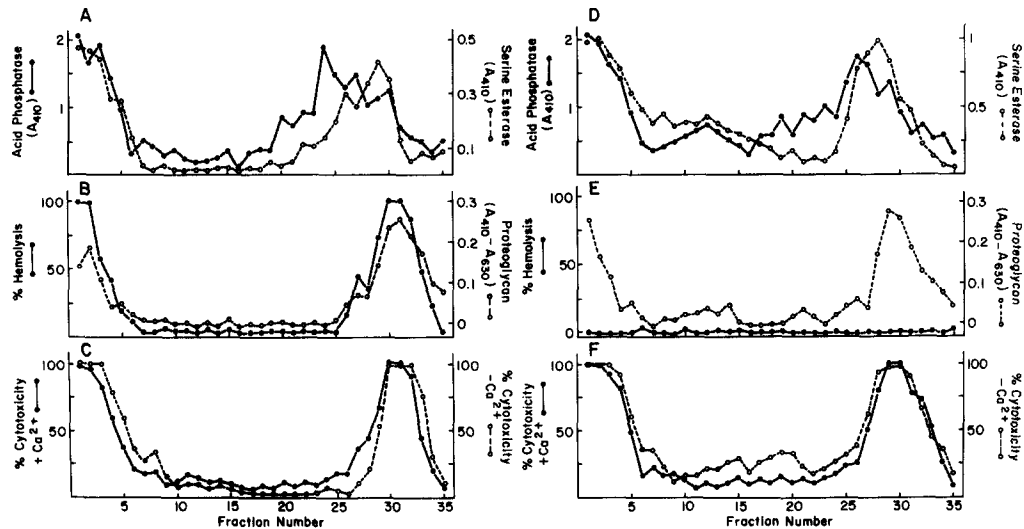 A
Acid Phosphatase
(A410) •—•
2
1
0.5
0.3
0.1
Serine Esterase
(A410) o---o
B
% Hemolysis •—•
100
50
0.3
0.2
0.1
0
Proteoglycan
(A410-A630) o---o
C
% Cytotoxicity
+ Ca2+ •—•
100
50
100
50
% Cytotoxicity
-Ca2+ o---o
5 10 15 20 25 30 35
Fraction Number
D
Acid Phosphatase
(A410) •—•
2
1
1
0.5
Serine Esterase
(A410) o---o
E
% Hemolysis •—•
100
50
0
0.3
0.2
0.1
0
Proteoglycan
(A410-A630) o---o
F
% Cytotoxicity
+Ca2+ •—•
100
50
100
50
% Cytotoxicity
-Ca2+ o---o
5 10 15 20 25 30 35
Fraction Number